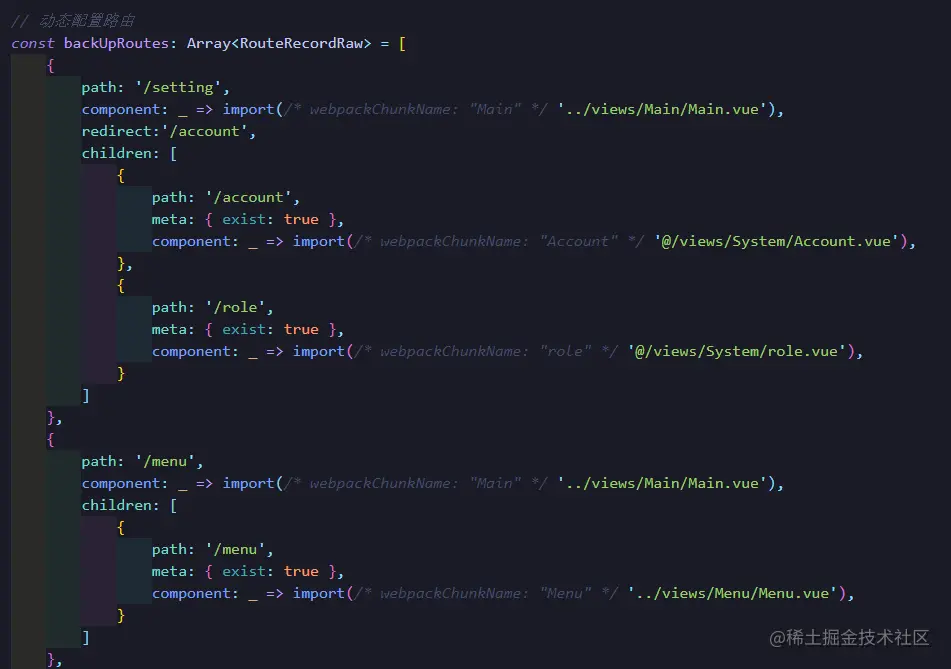 // 动态配置路由
const backUpRoutes: Array<RouteRecordRaw> = [
    {
        path: '/setting',
        component: _ => import(/* webpackChunkName: "Main" */ '../views/Main/Main.vue'),
        redirect:'/account',
        children: [
            {
                path: '/account',
                meta: { exist: true },
                component: _ => import(/* webpackChunkName: "Account" */ '@/views/System/Account.vue'),
            },
            {
                path: '/role',
                meta: { exist: true },
                component: _ => import(/* webpackChunkName: "role" */ '@/views/System/role.vue'),
            }
        ]
    },
    {
        path: '/menu',
        component: _ => import(/* webpackChunkName: "Main" */ '../views/Main/Main.vue'),
        children: [
            {
                path: '/menu',
                meta: { exist: true },
                component: _ => import(/* webpackChunkName: "Menu" */ '../views/Menu/Menu.vue'),
            }
        ]
    },
@稀土掘金技术社区